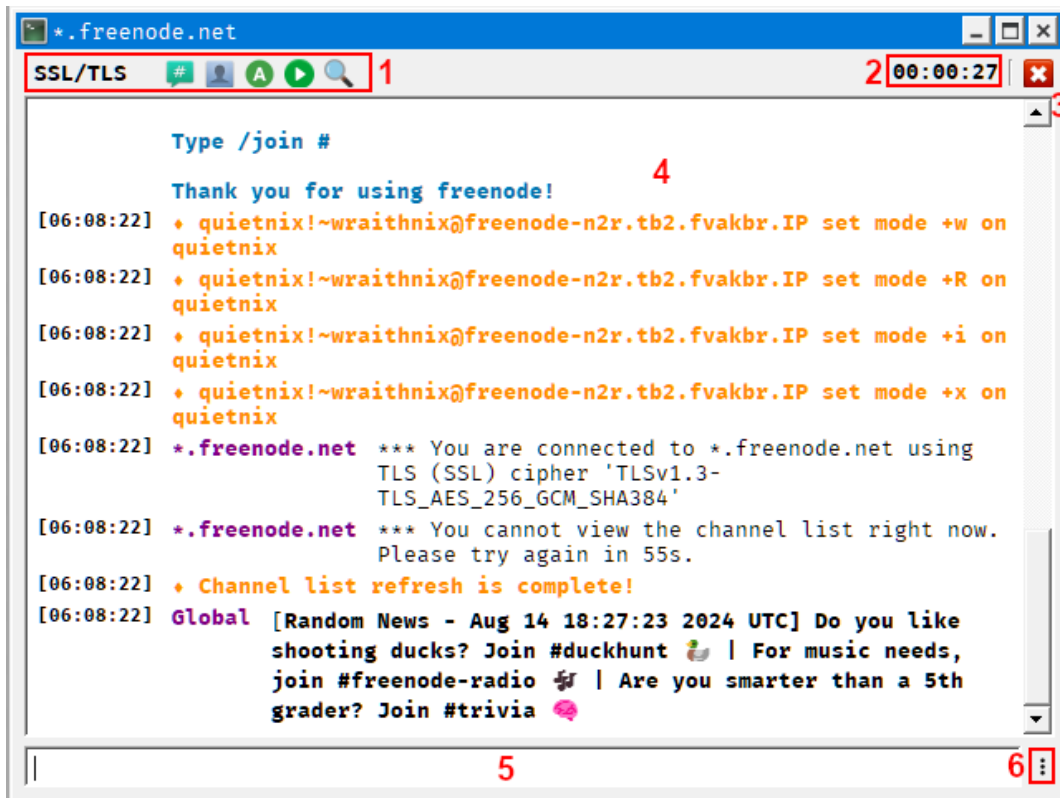 *.freenode.net
SSL/TLS # A 1 2 00:00:27
3
Type /join #
4
Thank you for using freenode!
[06:08:22] ♦ quietnix!~wraithnix@freenode-n2r.tb2.fvakbr.IP set mode +w on
quietnix
[06:08:22] ♦ quietnix!~wraithnix@freenode-n2r.tb2.fvakbr.IP set mode +R on
quietnix
[06:08:22] ♦ quietnix!~wraithnix@freenode-n2r.tb2.fvakbr.IP set mode +i on
quietnix
[06:08:22] ♦ quietnix!~wraithnix@freenode-n2r.tb2.fvakbr.IP set mode +x on
quietnix
[06:08:22] *.freenode.net *** You are connected to *.freenode.net using
TLS (SSL) cipher 'TLSv1.3-
TLS_AES_256_GCM_SHA384'
[06:08:22] *.freenode.net *** You cannot view the channel list right now.
Please try again in 55s.
[06:08:22] ♦ Channel list refresh is complete!
[06:08:22] Global [Random News - Aug 14 18:27:23 2024 UTC] Do you like
shooting ducks? Join #duckhunt 🦆 | For music needs,
join #freenode-radio 🎶 | Are you smarter than a 5th
grader? Join #trivia 🧠
5 6